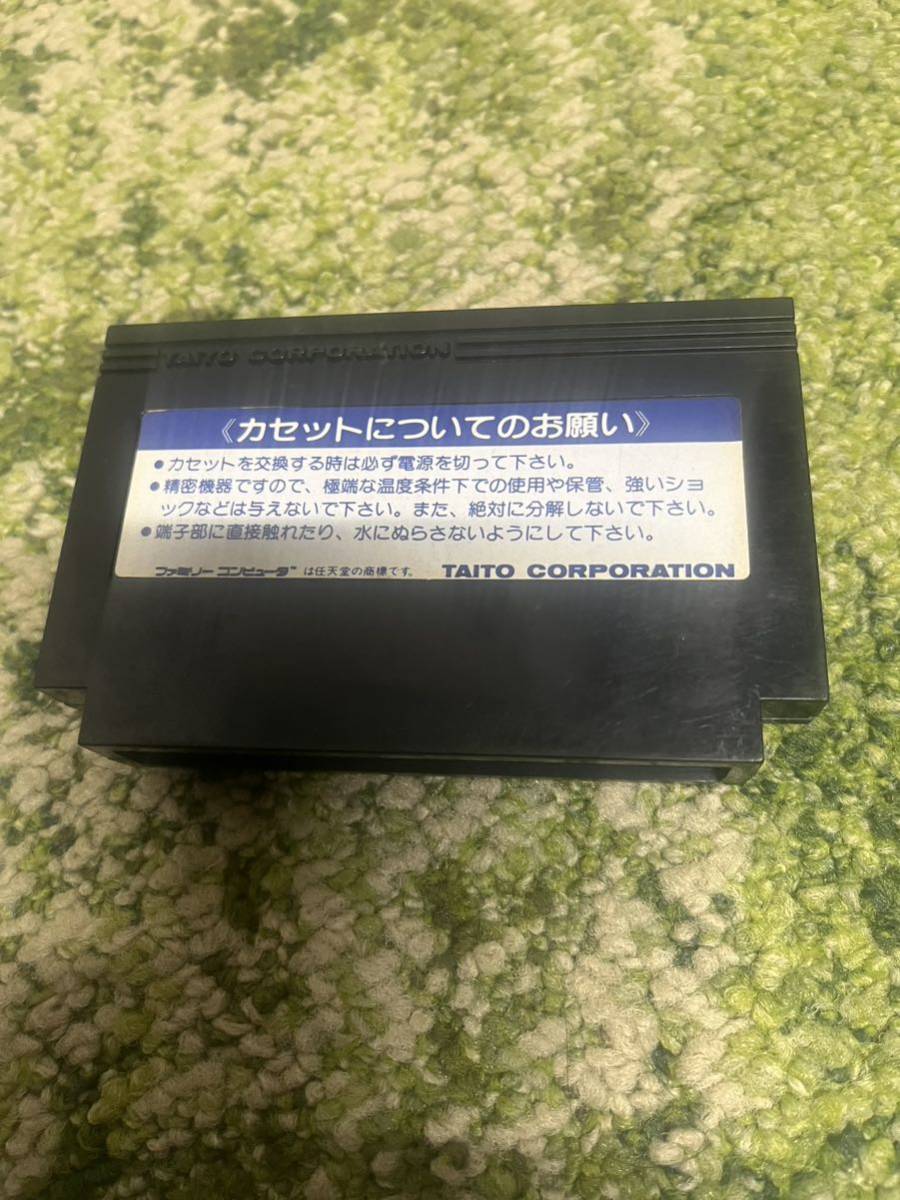 TAITO CORPORATION
《カセットについてのお願い》
●カセットを交換する時は必ず電源を切って下さい。
●精密機器ですので、極端な温度条件下での使用や保管、強いショ
ックなどは与えないで下さい。また、絶対に分解しないで下さい。
●端子部に直接触れたり、水にぬらさないようにして下さい。
ファミリーコンピュータ™は任天堂の商標です。 TAITO CORPORATION